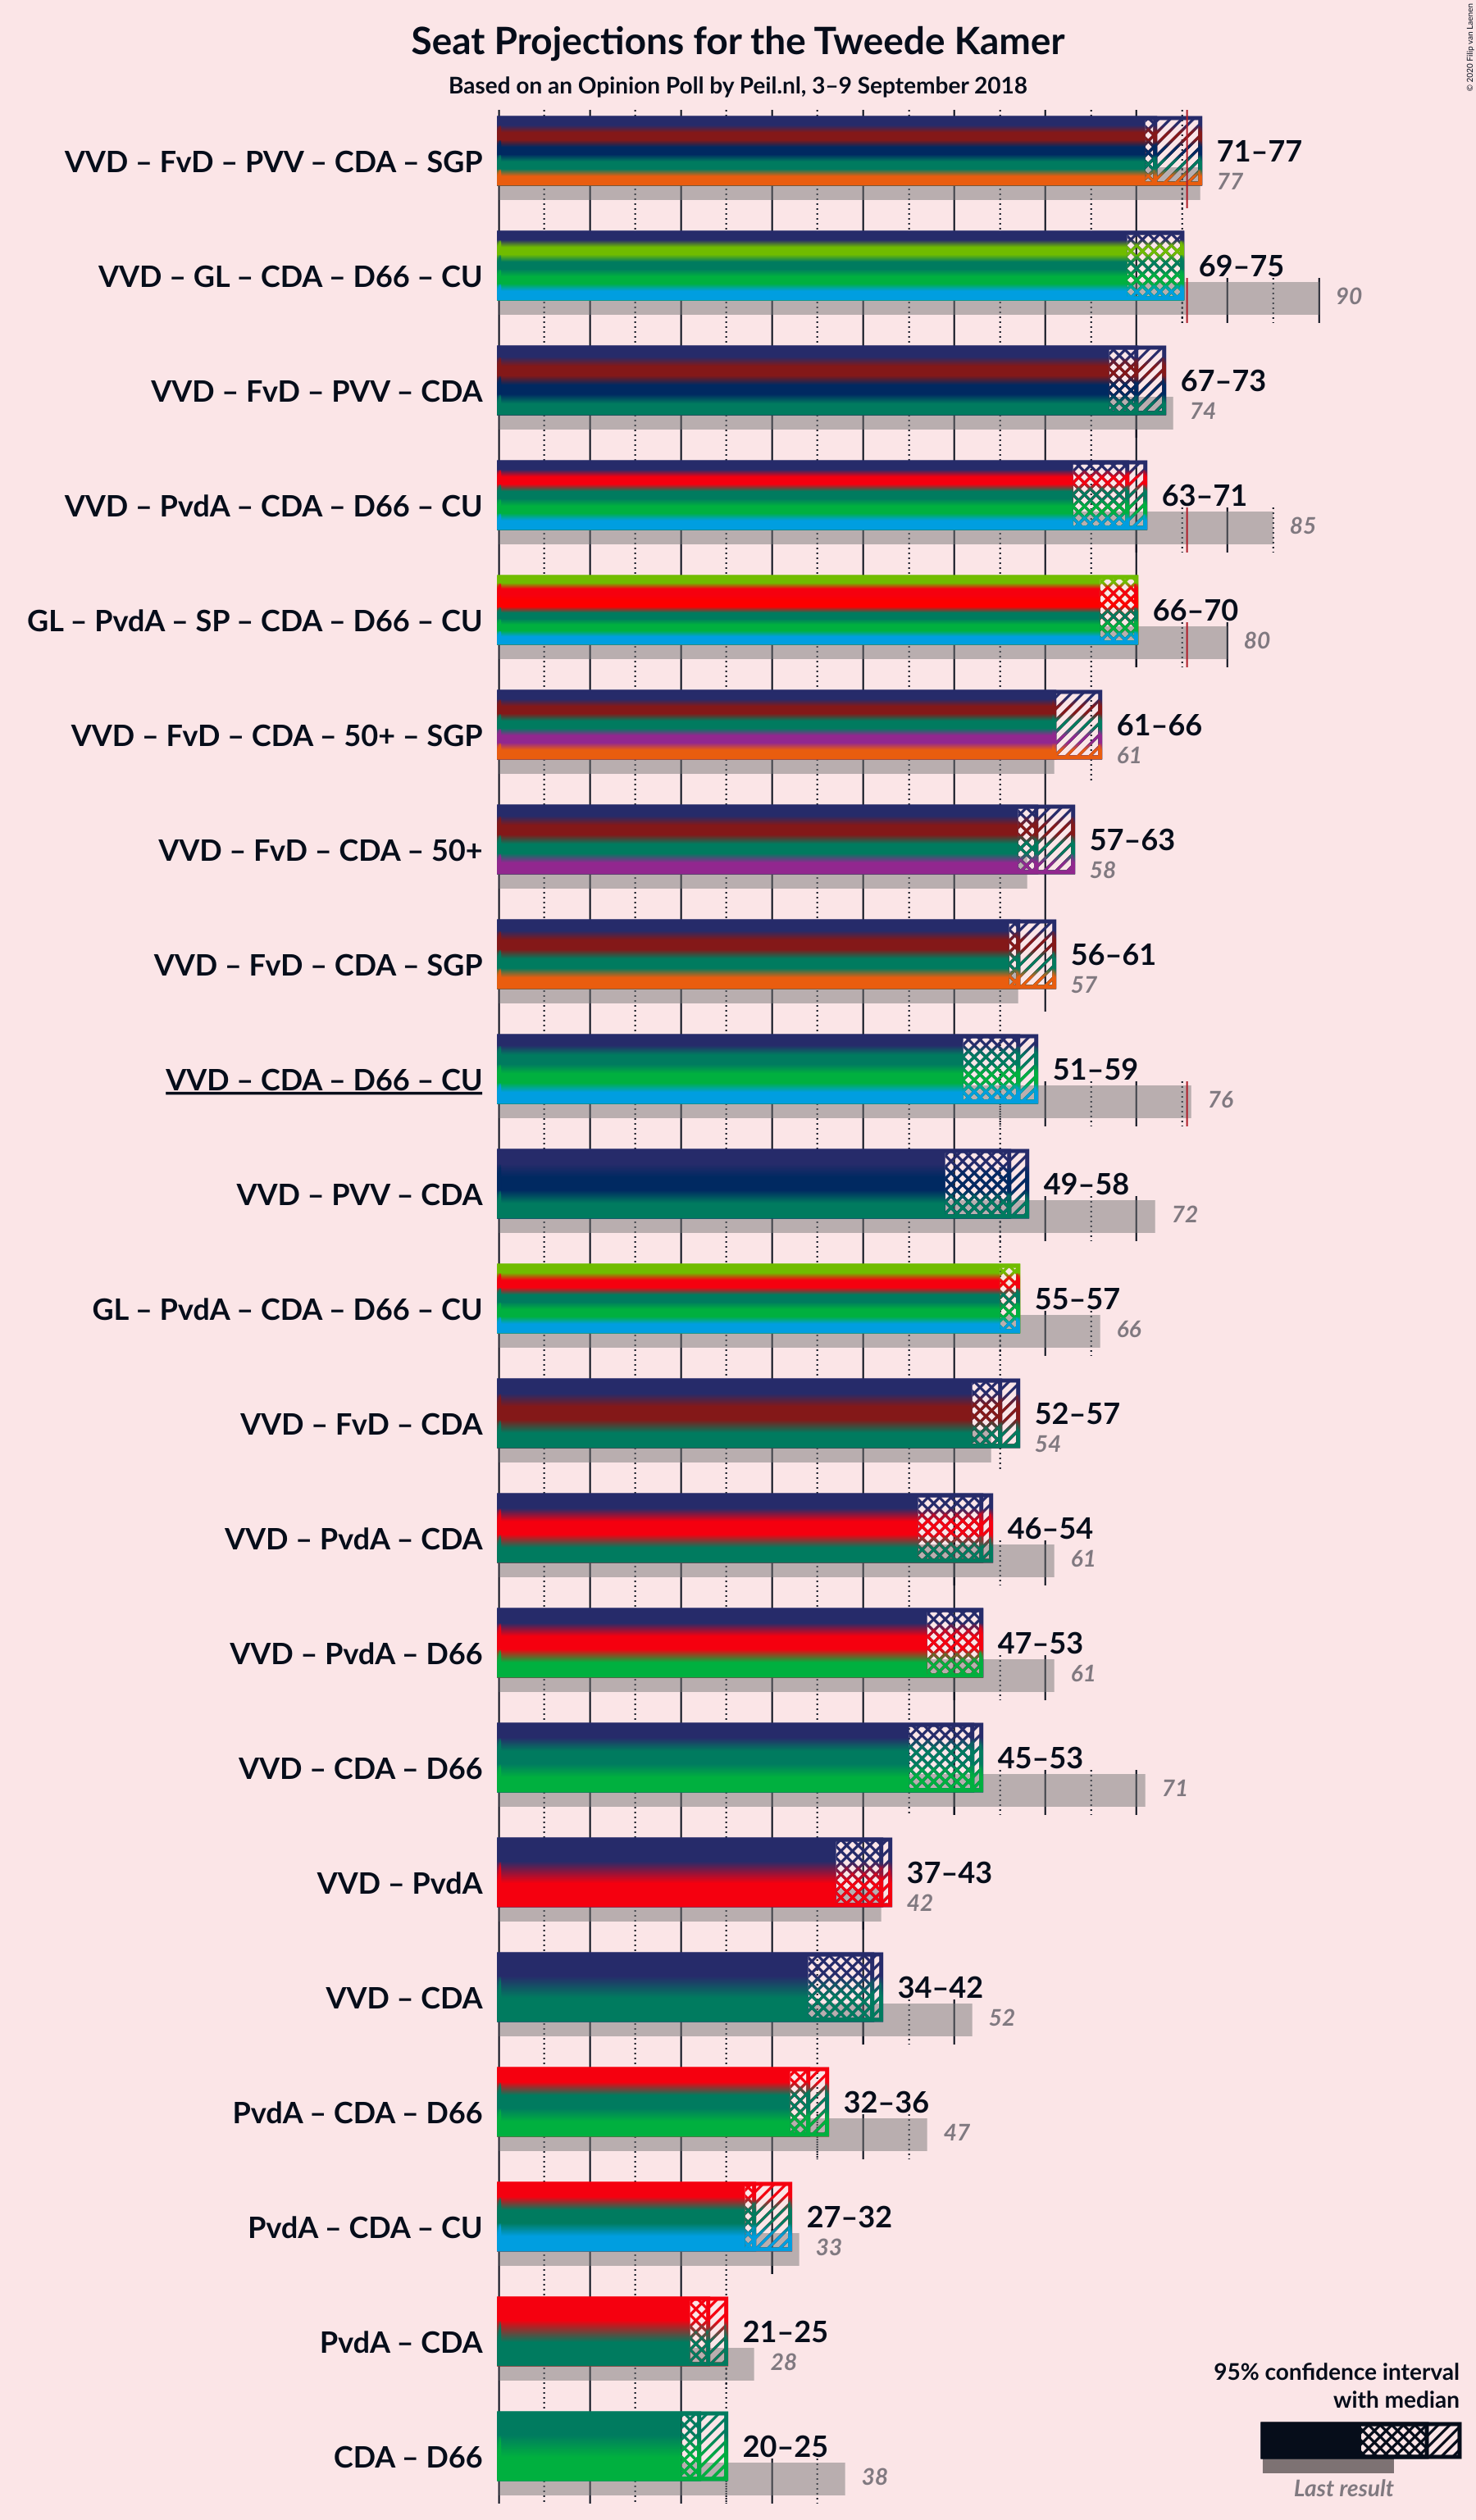 Seat Projections for the Tweede Kamer
Based on an Opinion Poll by Peil.nl, 3–9 September 2018
© 2020 Filip van Laenen
VVD – FvD – PVV – CDA – SGP
71–77
77
VVD – GL – CDA – D66 – CU
69–75
90
VVD – FvD – PVV – CDA
67–73
74
VVD – PvdA – CDA – D66 – CU
63–71
85
GL – PvdA – SP – CDA – D66 – CU
66–70
80
VVD – FvD – CDA – 50+ – SGP
61–66
61
VVD – FvD – CDA – 50+
57–63
58
VVD – FvD – CDA – SGP
56–61
57
VVD – CDA – D66 – CU
51–59
76
VVD – PVV – CDA
49–58
72
GL – PvdA – CDA – D66 – CU
55–57
66
VVD – FvD – CDA
52–57
54
VVD – PvdA – CDA
46–54
61
VVD – PvdA – D66
47–53
61
VVD – CDA – D66
45–53
71
VVD – PvdA
37–43
42
VVD – CDA
34–42
52
PvdA – CDA – D66
32–36
47
PvdA – CDA – CU
27–32
33
PvdA – CDA
21–25
28
CDA – D66
20–25
38
95% confidence interval
with median
Last result